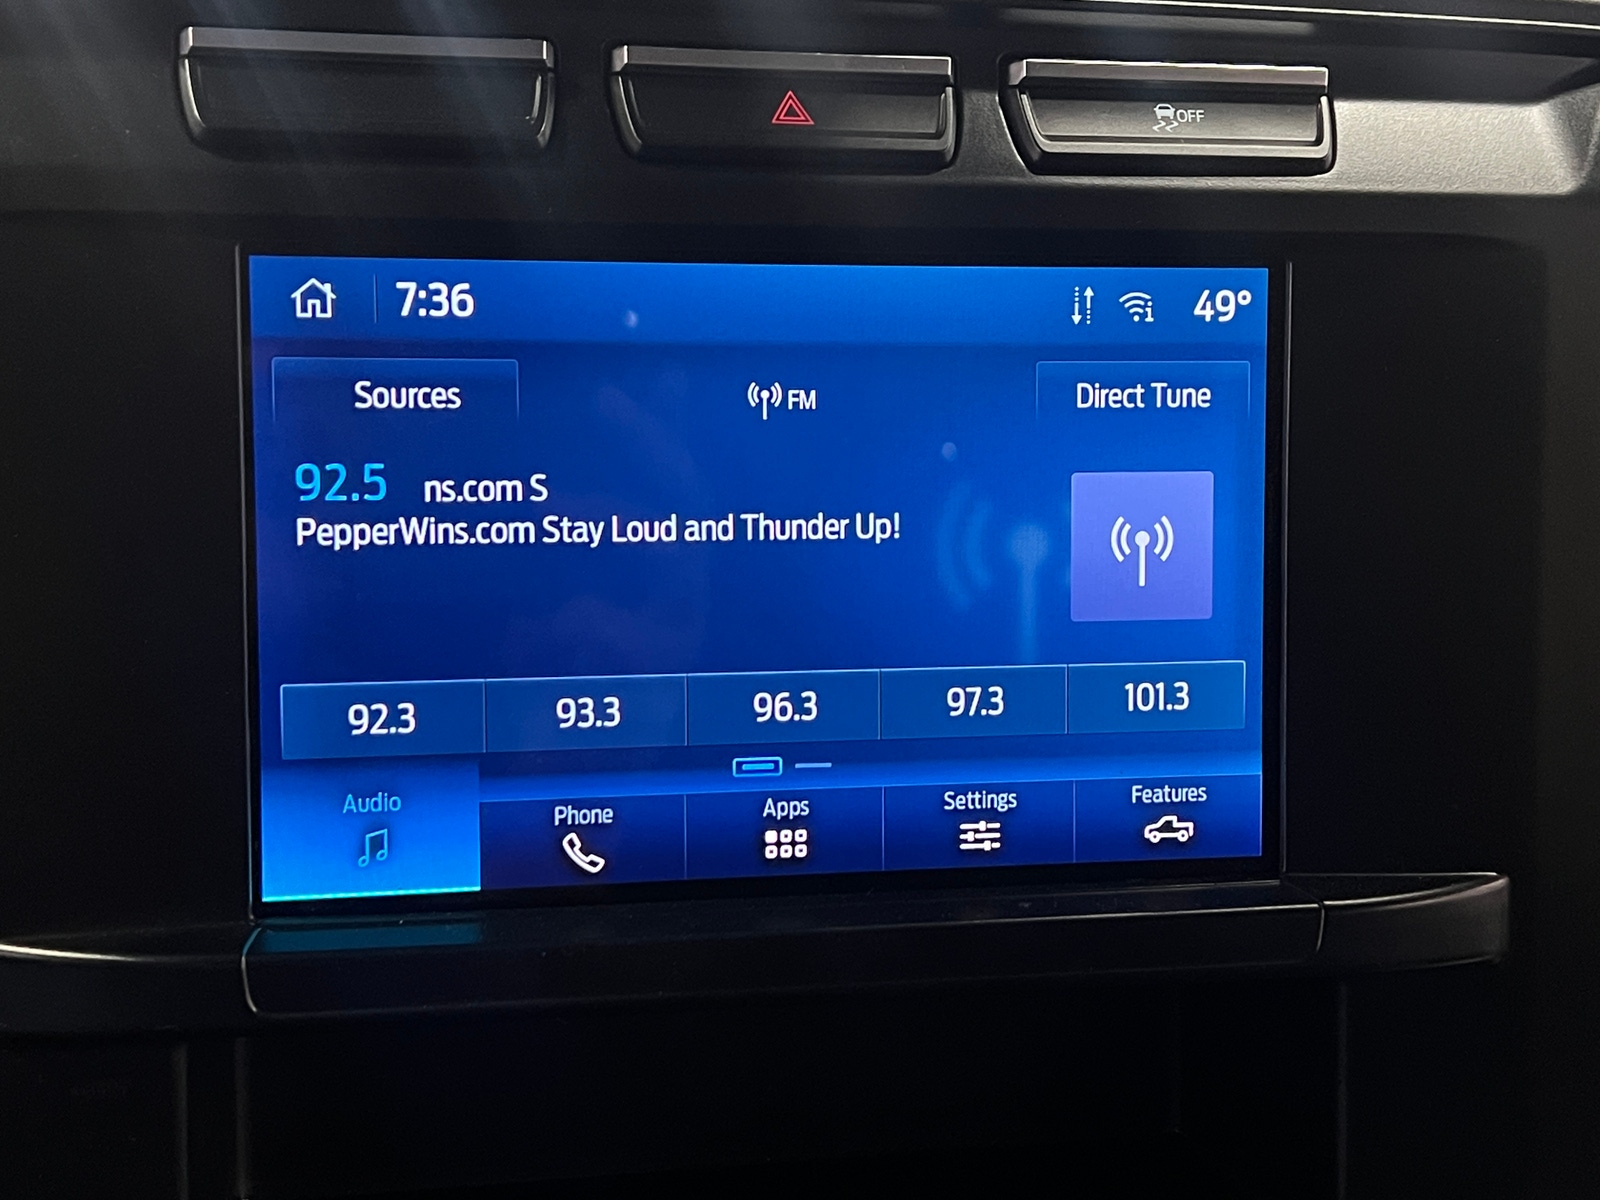 OFF
7:36
49°
Sources
FM
Direct Tune
92.5 ns.com S
PepperWins.com Stay Loud and Thunder Up!
92.3 93.3 96.3 97.3 101.3
Audio Phone Apps Settings Features